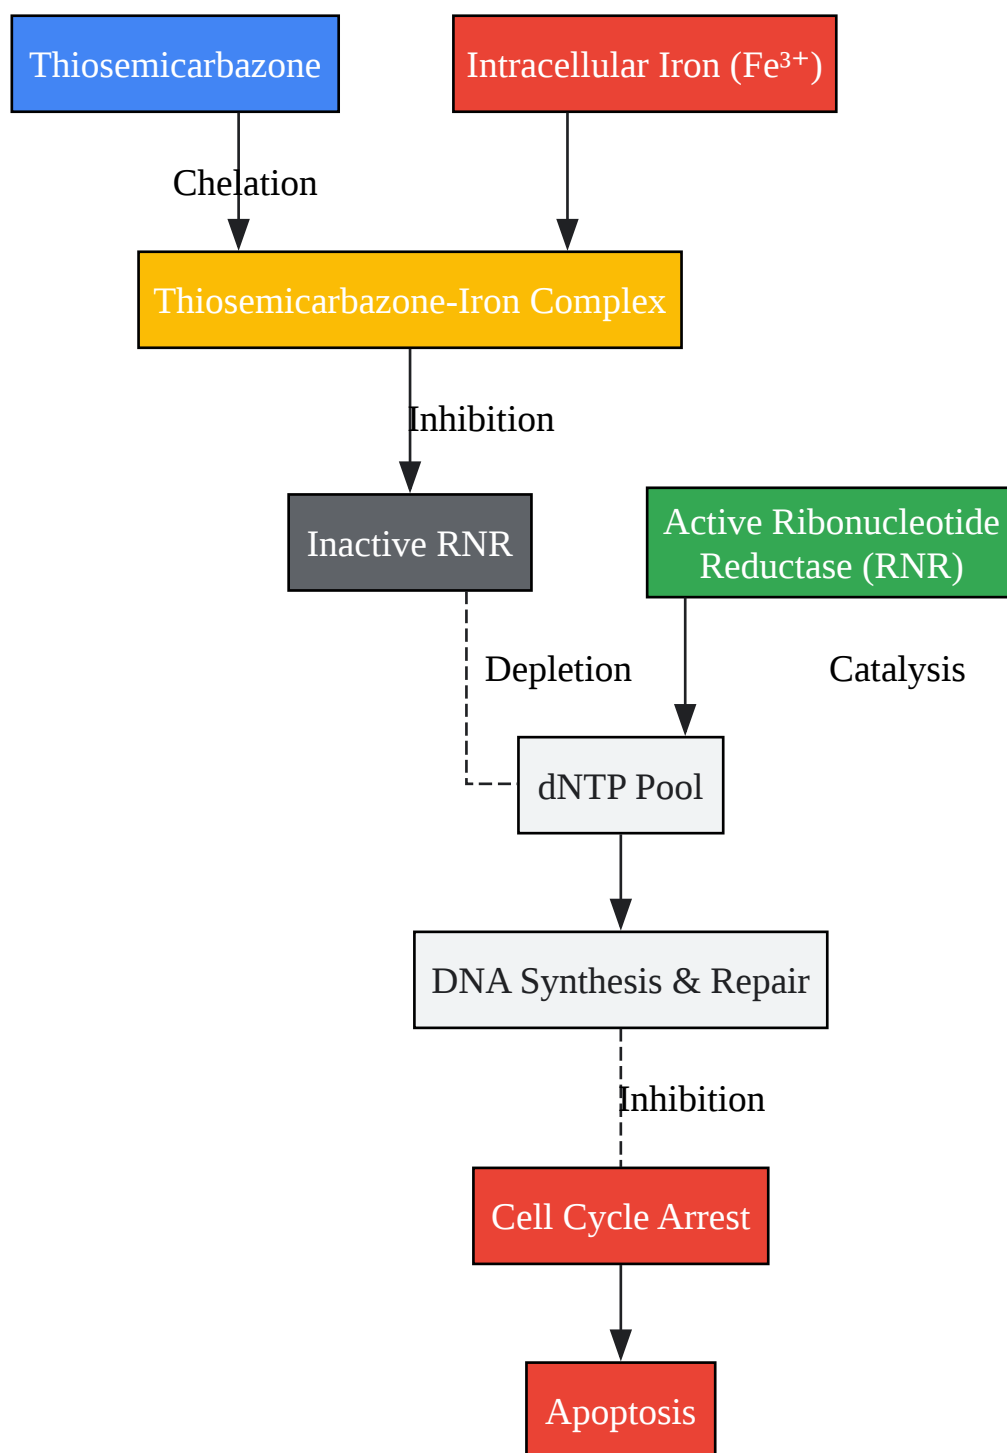 Thiosemicarbazone
Intracellular Iron (Fe³⁺)
Chelation
Thiosemicarbazone-Iron Complex
Inhibition
Inactive RNR
Active Ribonucleotide
Reductase (RNR)
Depletion
Catalysis
dNTP Pool
DNA Synthesis & Repair
Inhibition
Cell Cycle Arrest
Apoptosis